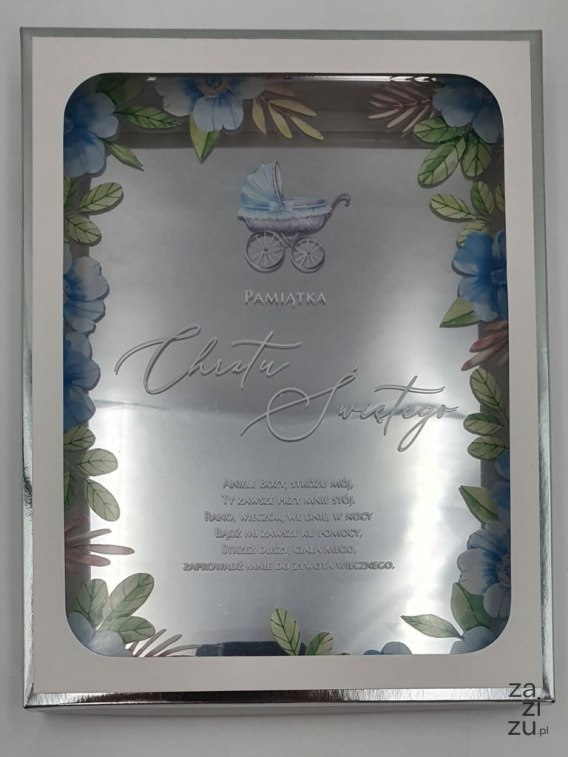 PAMIĄTKA
Chrztu
Świętego
ANIELE BOŻY, STRÓŻU MÓJ,
TY ZAWSZE PRZY MNIE STÓJ.
RANO, WIECZÓR, WE DNIE, W NOCY
BĄDŹ MI ZAWSZE KU POMOCY,
STRZEŻ DUSZY, CIAŁA MEGO,
ZAPROWADŹ MNIE DO ŻYWOTA WIECZNEGO.
za
zi
zu.pl